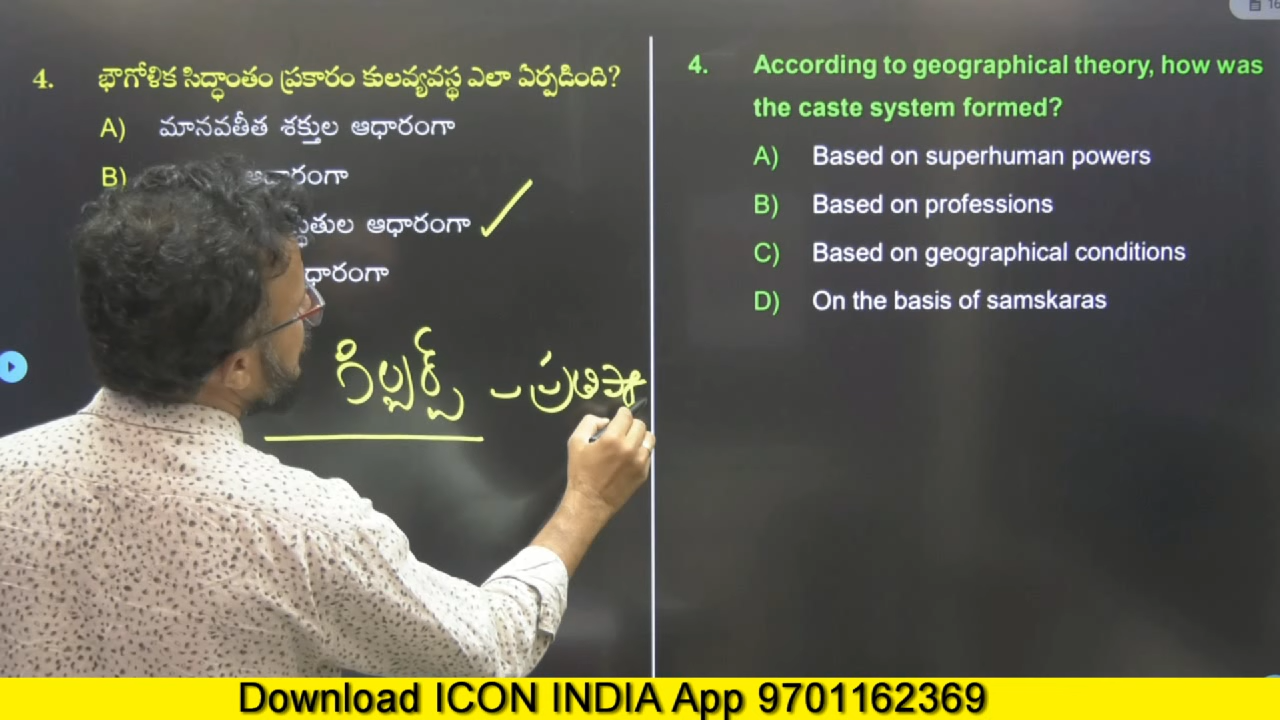 4. భౌగోళిక సిద్ధాంతం ప్రకారం కులవ్యవస్థ ఎలా ఏర్పడింది?
A) మానవతీత శక్తుల ఆధారంగా
B) ఆధారంగా
ఆధారంగా
గిల్బర్ట్ –
4. According to geographical theory, how was
the caste system formed?
A) Based on superhuman powers
B) Based on professions
C) Based on geographical conditions
D) On the basis of samskaras
16
Download ICON INDIA App 9701162369